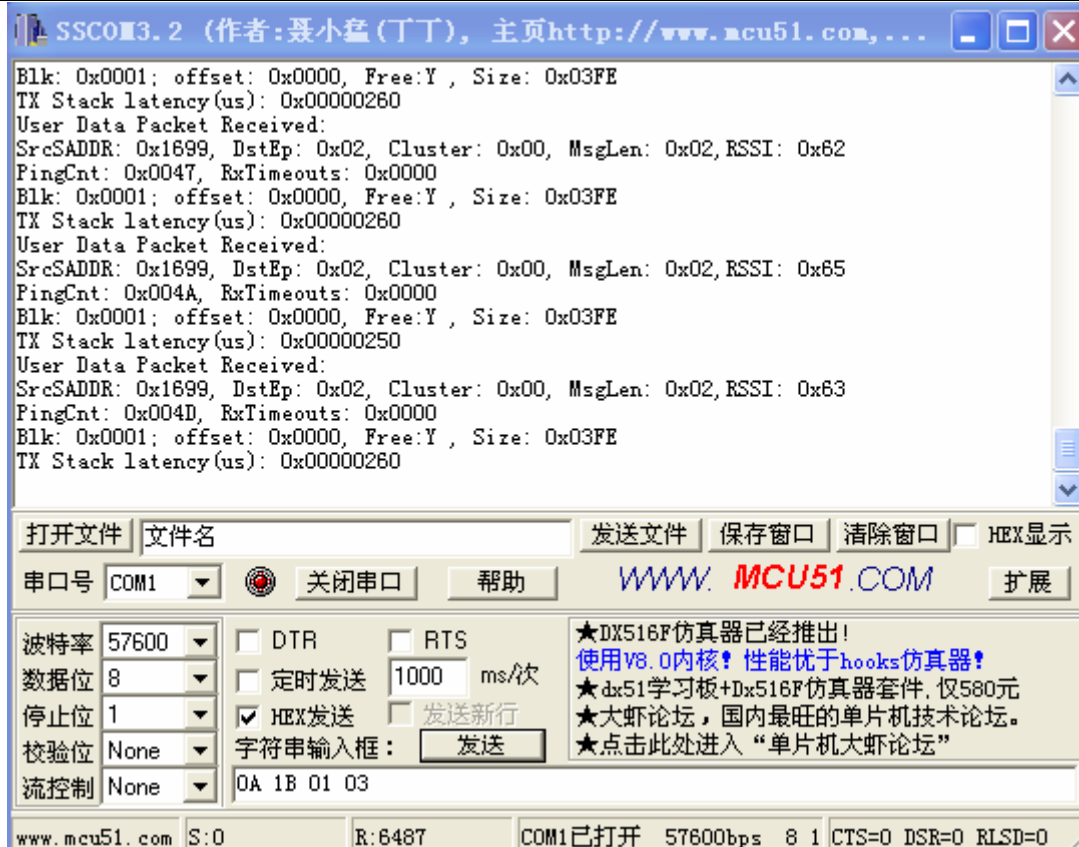 SSCOM3.2 (作者:聂小猛(丁丁), 主页http://www.mcu51.com,...
Blk: 0x0001; offset: 0x0000, Free:Y , Size: 0x03FE
TX Stack latency(us): 0x00000260
User Data Packet Received:
SrcSADDR: 0x1699, DstEp: 0x02, Cluster: 0x00, MsgLen: 0x02,RSSI: 0x62
PingCnt: 0x0047, RxTimeouts: 0x0000
Blk: 0x0001; offset: 0x0000, Free:Y , Size: 0x03FE
TX Stack latency(us): 0x00000260
User Data Packet Received:
SrcSADDR: 0x1699, DstEp: 0x02, Cluster: 0x00, MsgLen: 0x02,RSSI: 0x65
PingCnt: 0x004A, RxTimeouts: 0x0000
Blk: 0x0001; offset: 0x0000, Free:Y , Size: 0x03FE
TX Stack latency(us): 0x00000250
User Data Packet Received:
SrcSADDR: 0x1699, DstEp: 0x02, Cluster: 0x00, MsgLen: 0x02,RSSI: 0x63
PingCnt: 0x004D, RxTimeouts: 0x0000
Blk: 0x0001; offset: 0x0000, Free:Y , Size: 0x03FE
TX Stack latency(us): 0x00000260
打开文件 文件名 发送文件 保存窗口 清除窗口 HEX显示
串口号 COM1 关闭串口 帮助 WWW. MCU51.COM 扩展
波特率 57600 DTR RTS
数据位 8 定时发送 1000 ms/次
停止位 1 HEX发送 发送新行
校验位 None 字符串输入框: 发送
流控制 None 0A 1B 01 03
★DX516F仿真器已经推出!
使用V8.0内核! 性能优于hooks仿真器!
★dx51学习板+Dx516F仿真器套件,仅580元
★大虾论坛,国内最旺的单片机技术论坛。
★点击此处进入“单片机大虾论坛”
www.mcu51.com S:0 R:6487 COM1已打开 57600bps 8 1 CTS=0 DSR=0 RLSD=0